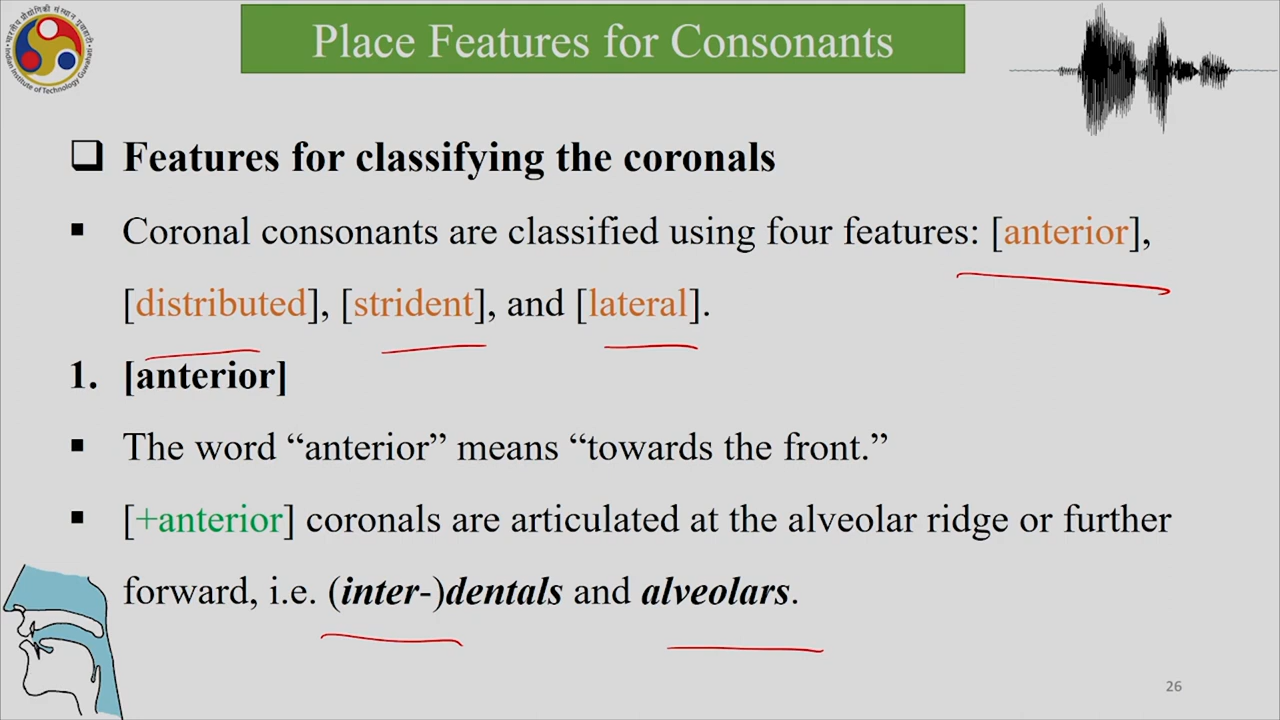 Place Features for Consonants
❑ Features for classifying the coronals
▪ Coronal consonants are classified using four features: [anterior],
[distributed], [strident], and [lateral].
1. [anterior]
▪ The word “anterior” means “towards the front.”
▪ [+anterior] coronals are articulated at the alveolar ridge or further
forward, i.e. (inter-)dentals and alveolars.
26